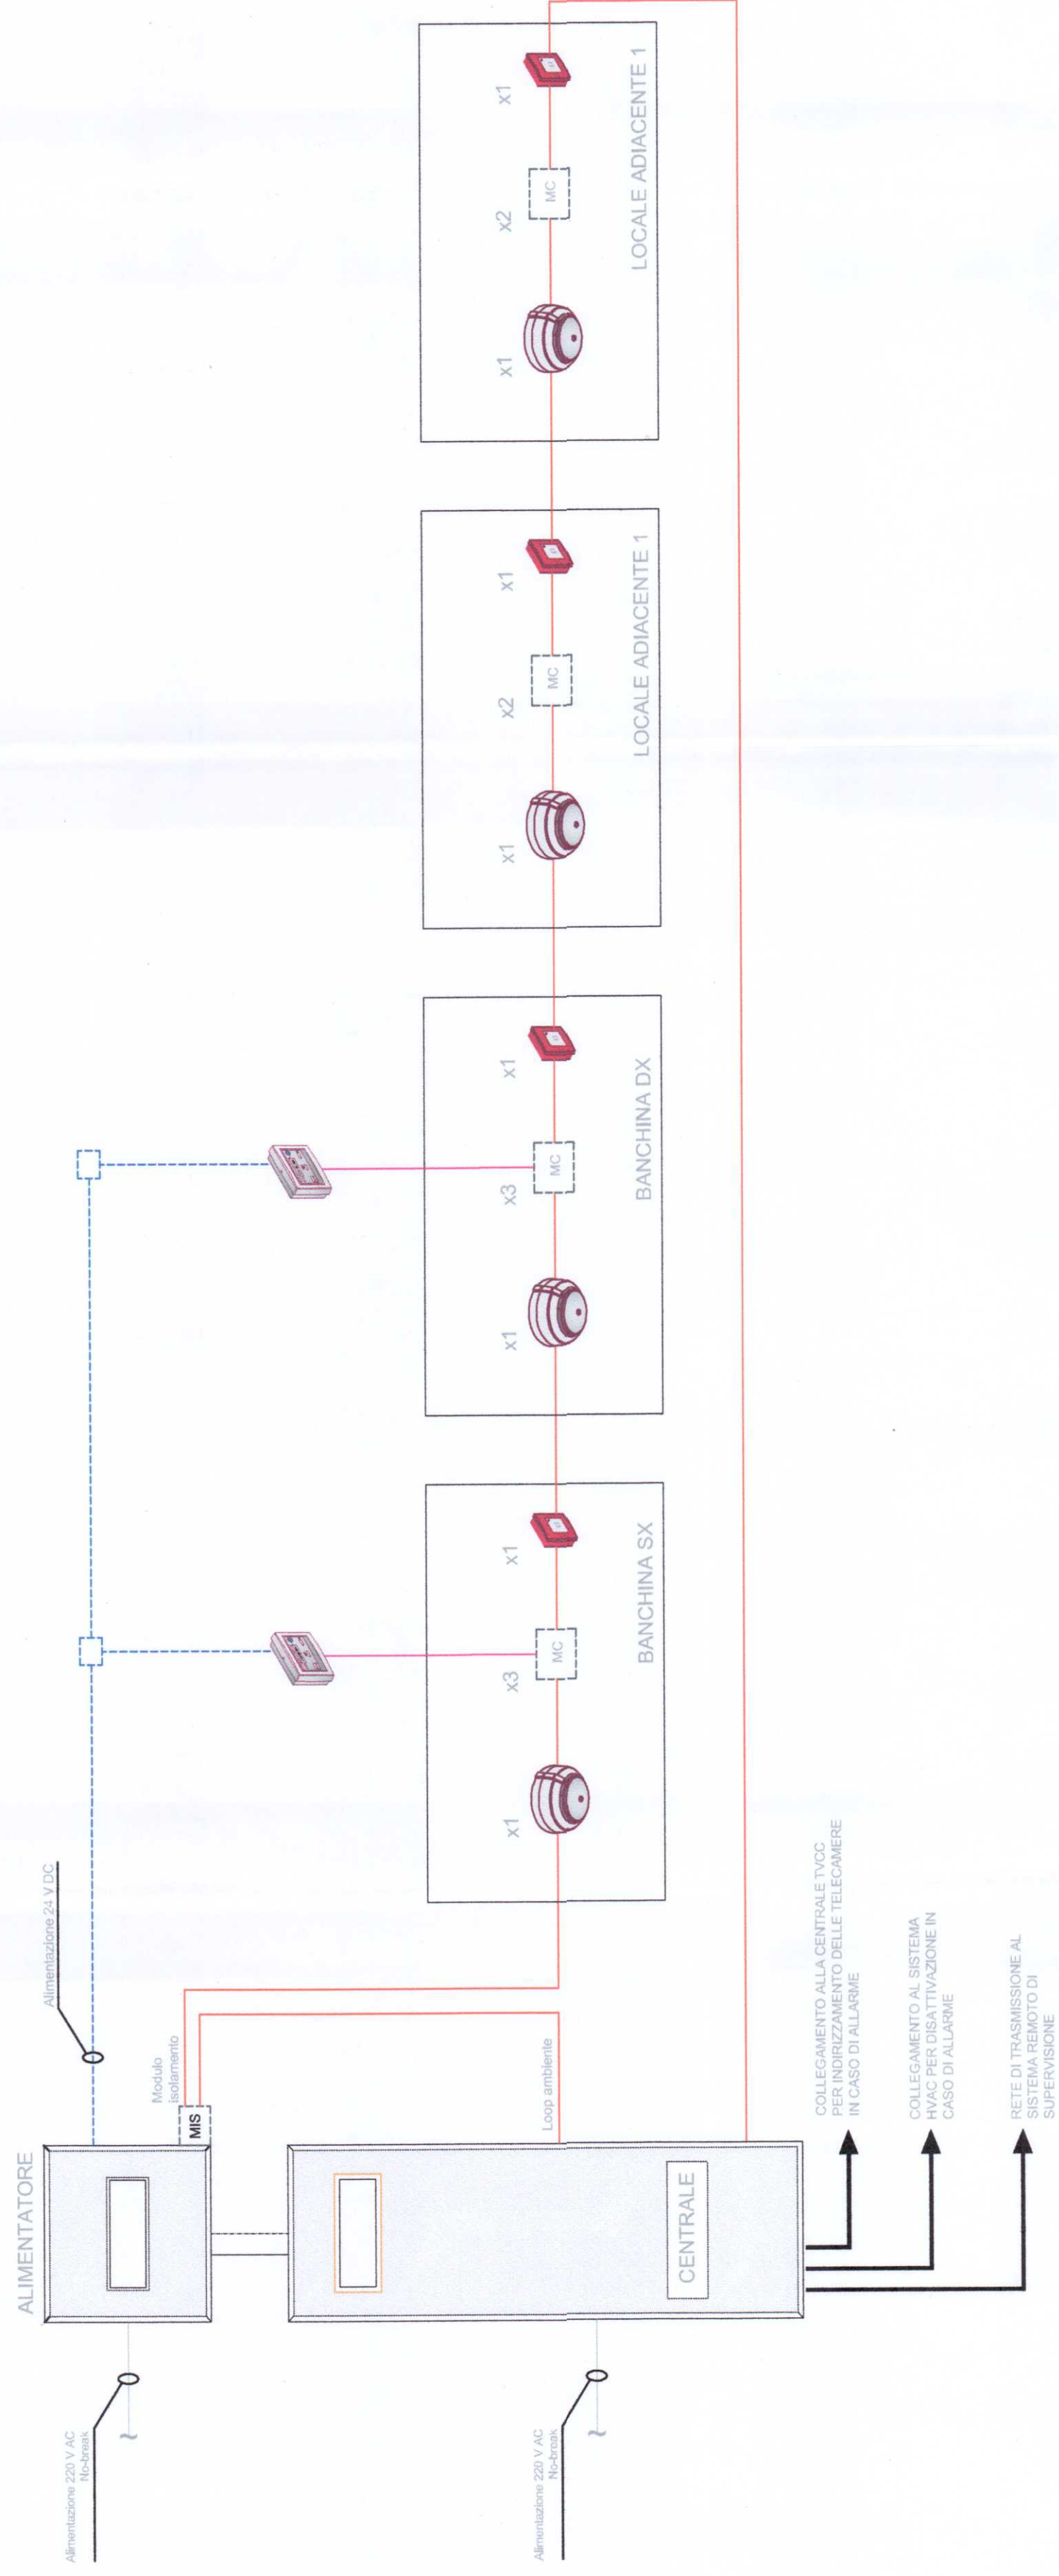 ALIMENTATORE
Alimentazione 220 V AC
No-break
Alimentazione 24 V DC
Modulo
isolamento
MIS
CENTRALE
Alimentazione 220 V AC
No-break
Loop ambiente
x1
x3
MC
x1
BANCHINA SX
x1
x3
MC
x1
BANCHINA DX
x1
x2
MC
x1
LOCALE ADIACENTE 1
x1
x2
MC
x1
LOCALE ADIACENTE 1
COLLEGAMENTO ALLA CENTRALE TVCC
PER INDIRIZZAMENTO DELLE TELECAMERE
IN CASO DI ALLARME
COLLEGAMENTO AL SISTEMA
HVAC PER DISATTIVAZIONE IN
CASO DI ALLARME
RETE DI TRASMISSIONE AL
SISTEMA REMOTO DI
SUPERVISIONE